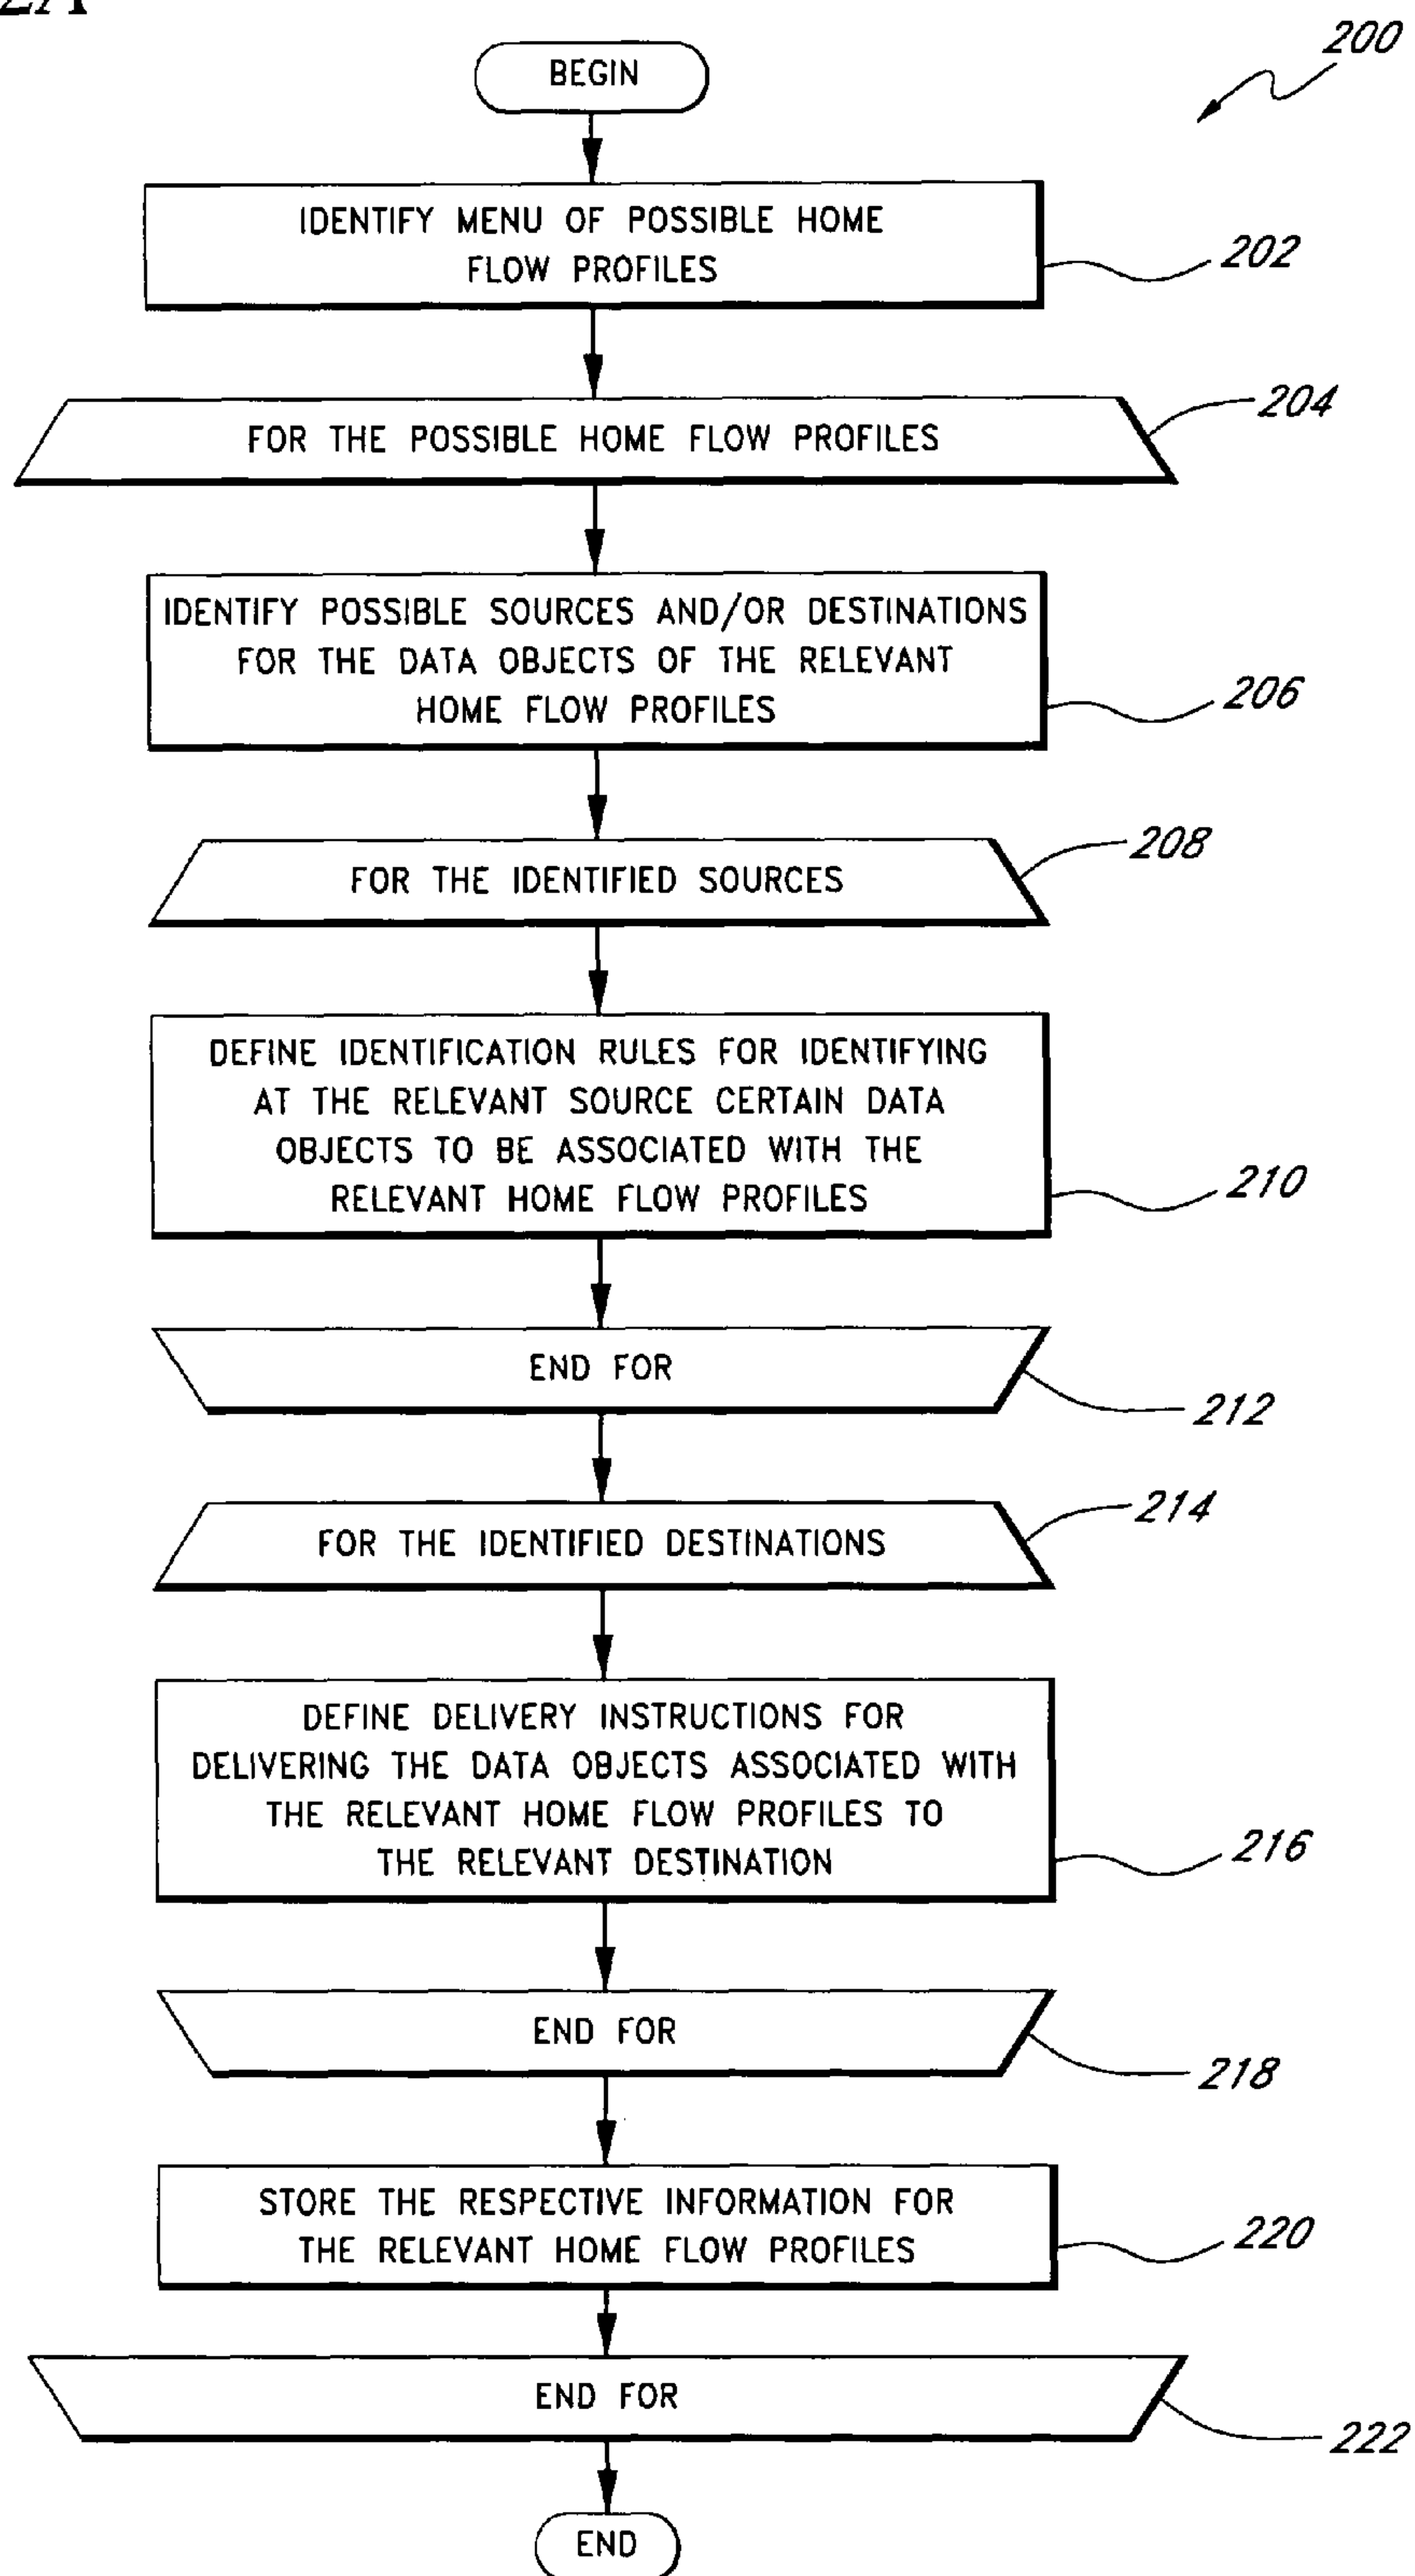 2A
BEGIN
200
IDENTIFY MENU OF POSSIBLE HOME
FLOW PROFILES
202
FOR THE POSSIBLE HOME FLOW PROFILES
204
IDENTIFY POSSIBLE SOURCES AND/OR DESTINATIONS
FOR THE DATA OBJECTS OF THE RELEVANT
HOME FLOW PROFILES
206
FOR THE IDENTIFIED SOURCES
208
DEFINE IDENTIFICATION RULES FOR IDENTIFYING
AT THE RELEVANT SOURCE CERTAIN DATA
OBJECTS TO BE ASSOCIATED WITH THE
RELEVANT HOME FLOW PROFILES
210
END FOR
212
FOR THE IDENTIFIED DESTINATIONS
214
DEFINE DELIVERY INSTRUCTIONS FOR
DELIVERING THE DATA OBJECTS ASSOCIATED WITH
THE RELEVANT HOME FLOW PROFILES TO
THE RELEVANT DESTINATION
216
END FOR
218
STORE THE RESPECTIVE INFORMATION FOR
THE RELEVANT HOME FLOW PROFILES
220
END FOR
222
END